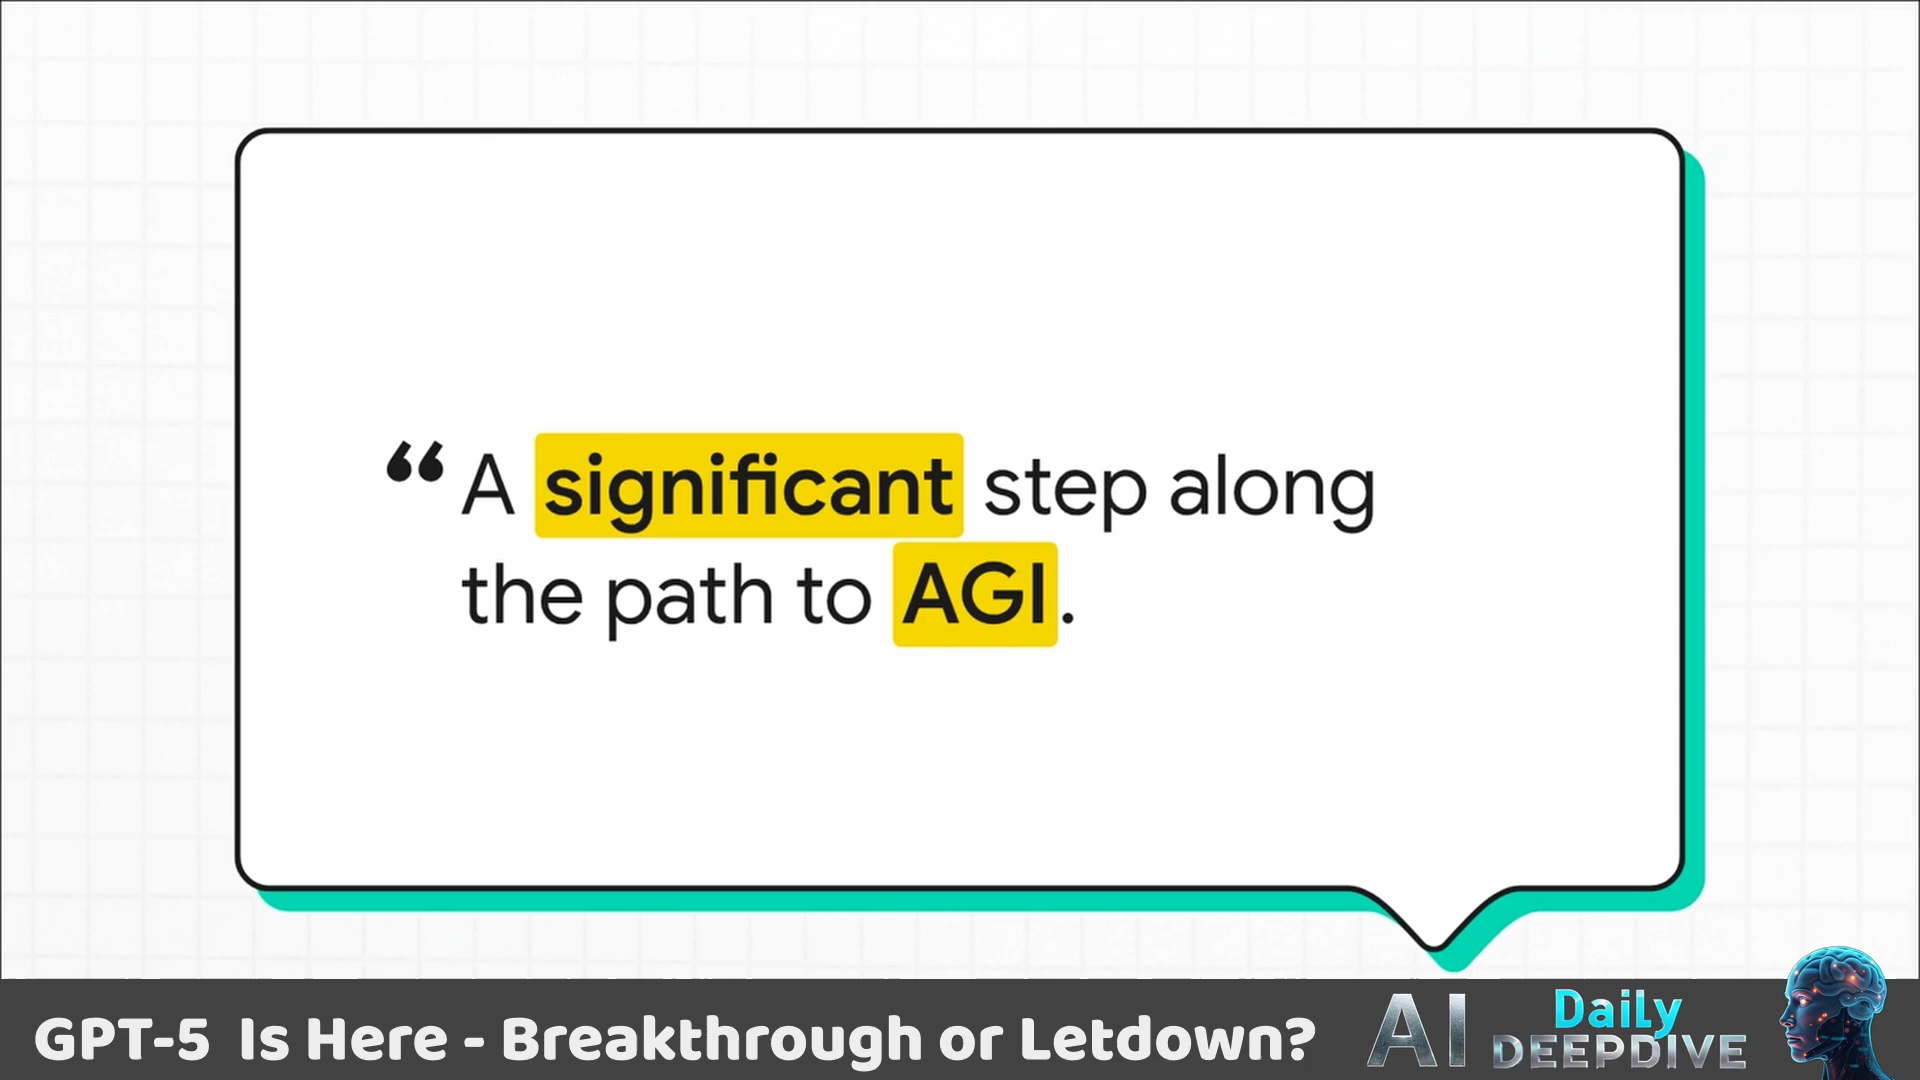 “A significant step along
the path to AGI.
GPT-5 Is Here - Breakthrough or Letdown?
AI Daily
DEEPDIVE